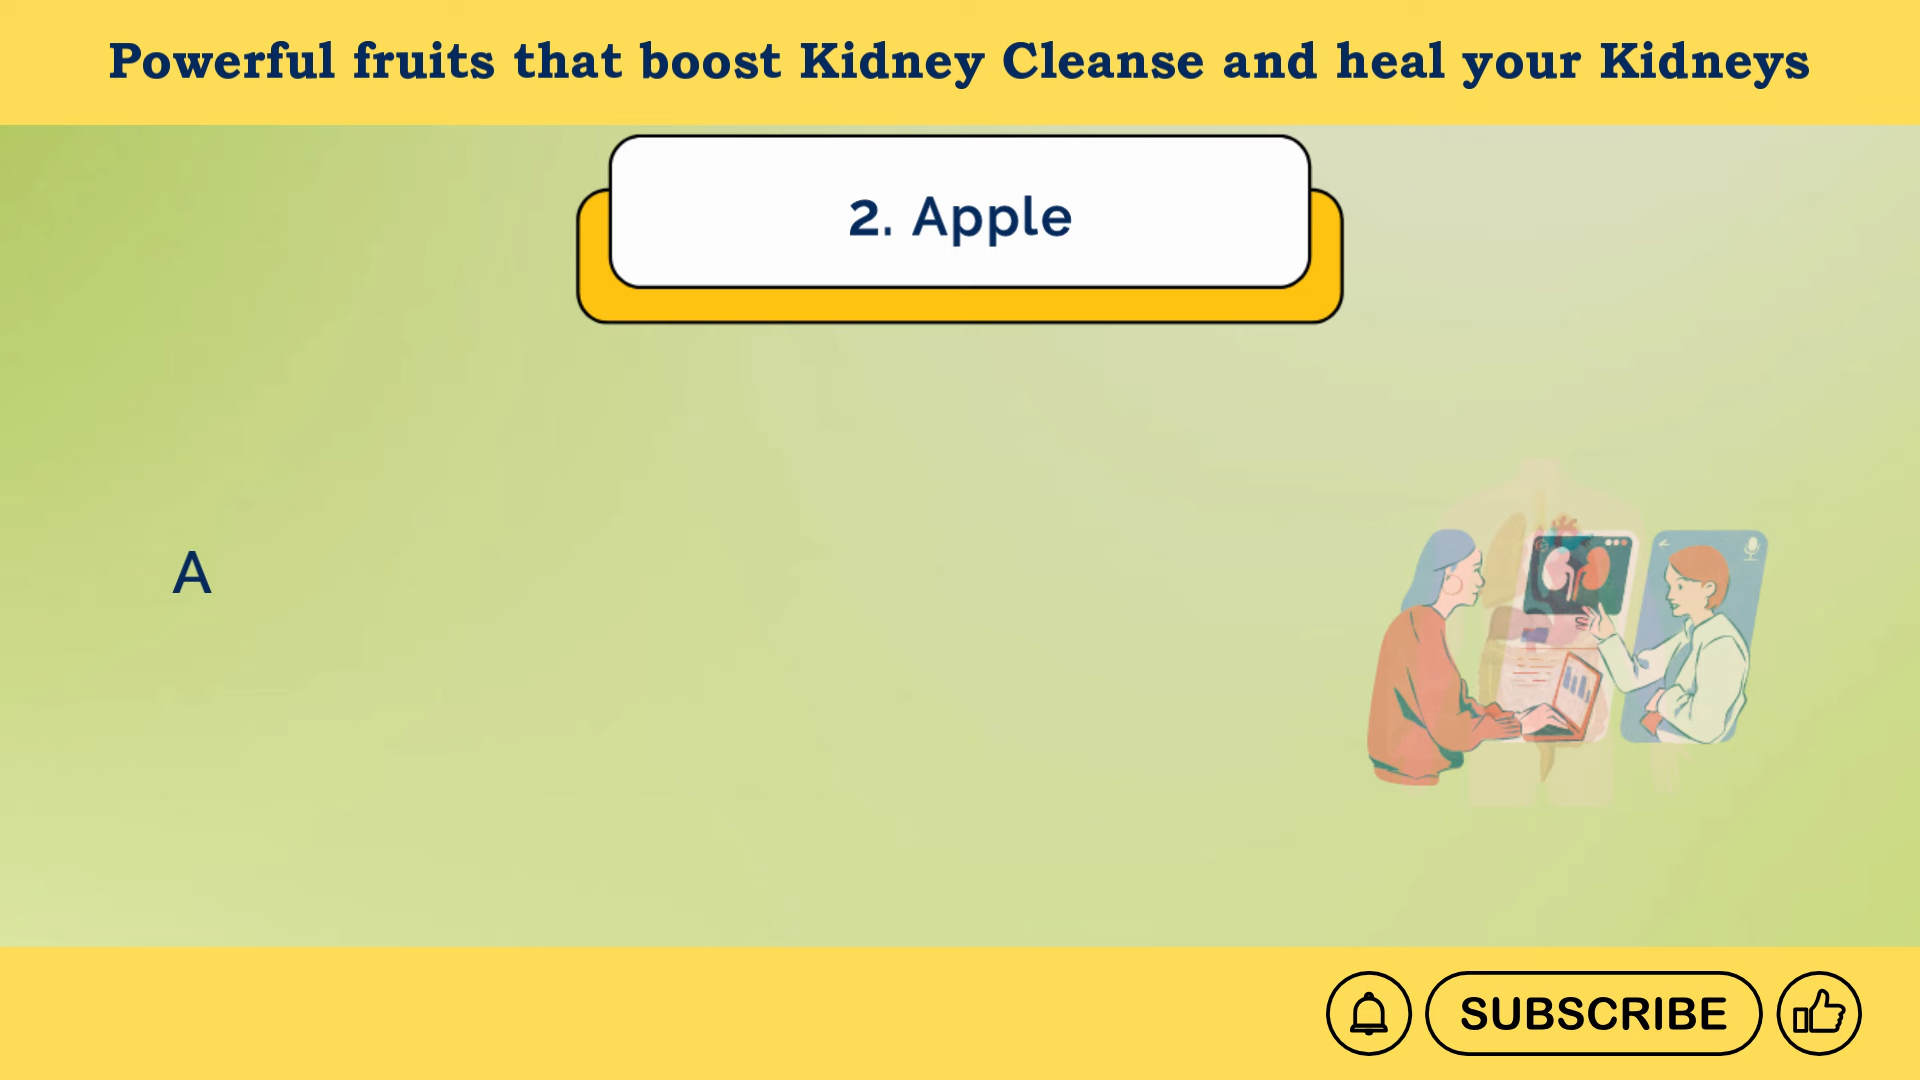 Powerful fruits that boost Kidney Cleanse and heal your Kidneys
2. Apple
A
SUBSCRIBE